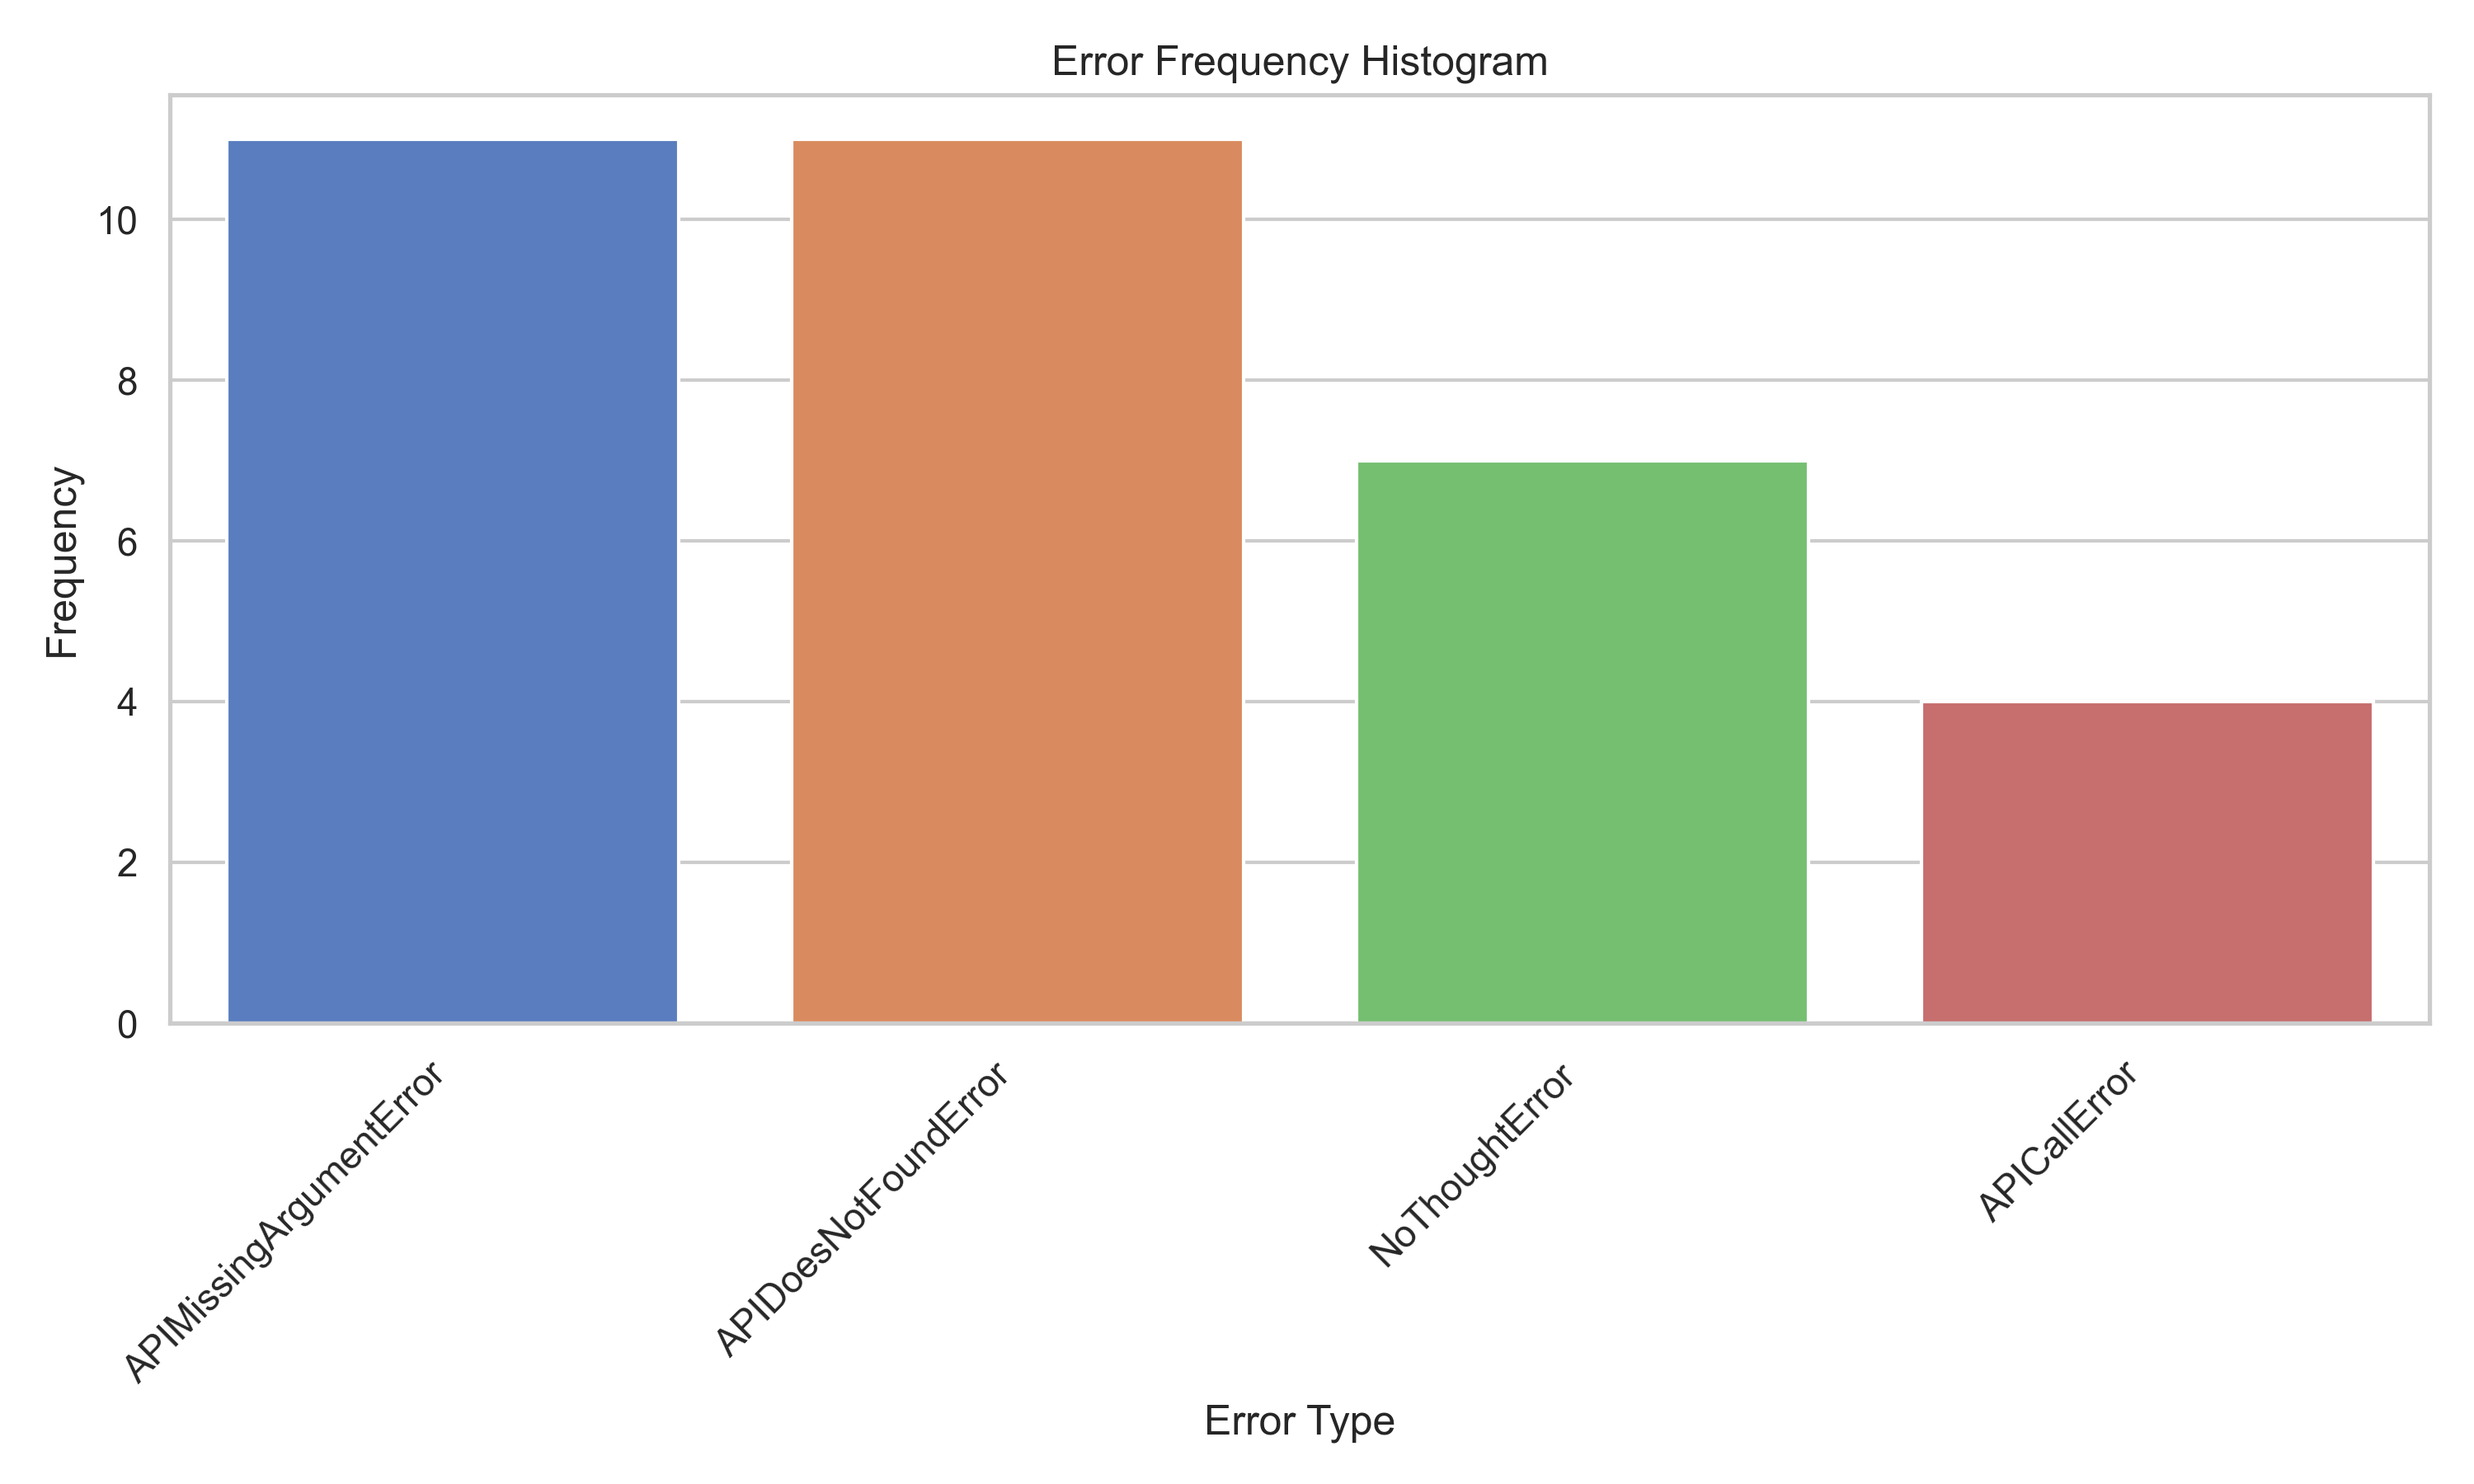 Error Frequency Histogram
Frequency
10
8
6
4
2
0
APIMissingArgumentError
APIDoesNotFoundError
NoThoughtError
APICallError
Error Type